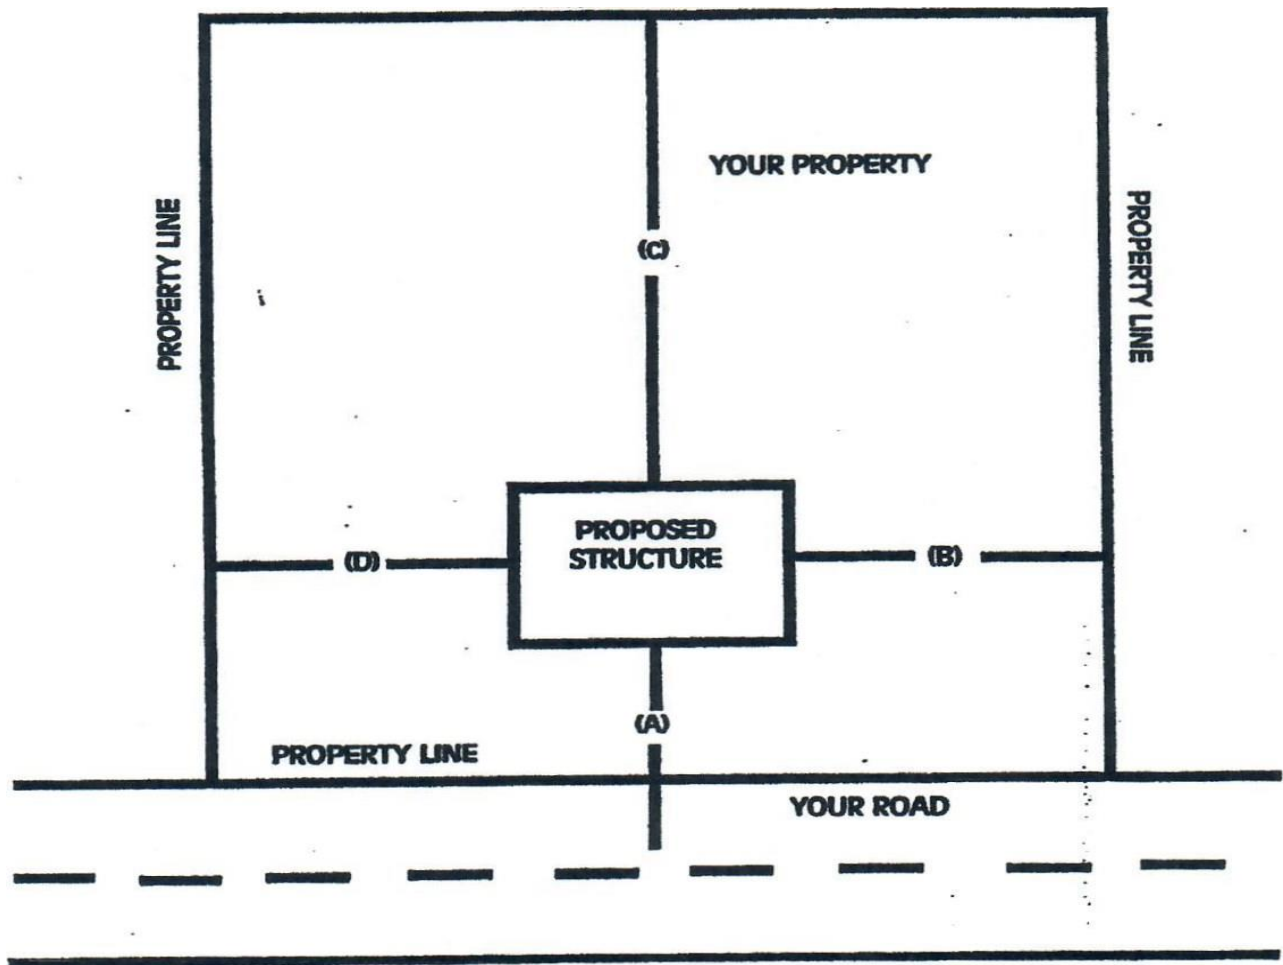 YOUR PROPERTY
PROPERTY LINE
PROPERTY LINE
(C)
PROPOSED
STRUCTURE
(D)
(B)
(A)
PROPERTY LINE
YOUR ROAD